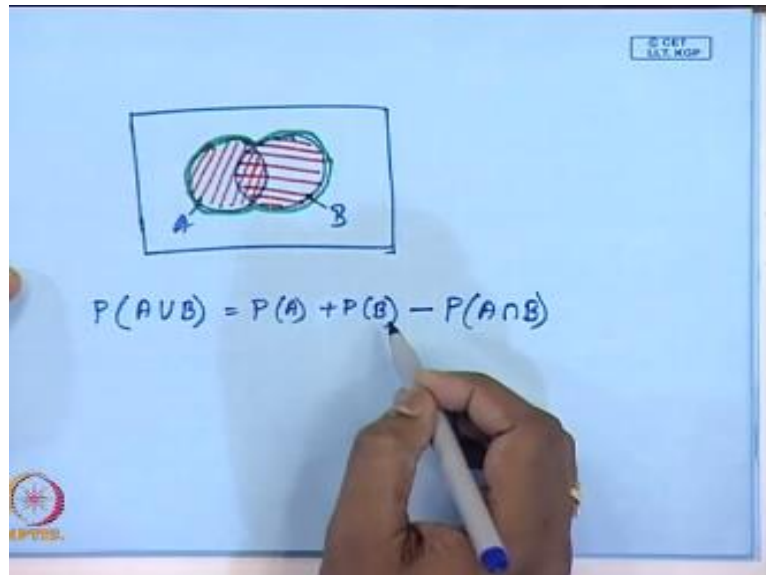 © CET
I.I.T. KGP
A
B
P(A∪B) = P(A) + P(B) − P(A∩B)